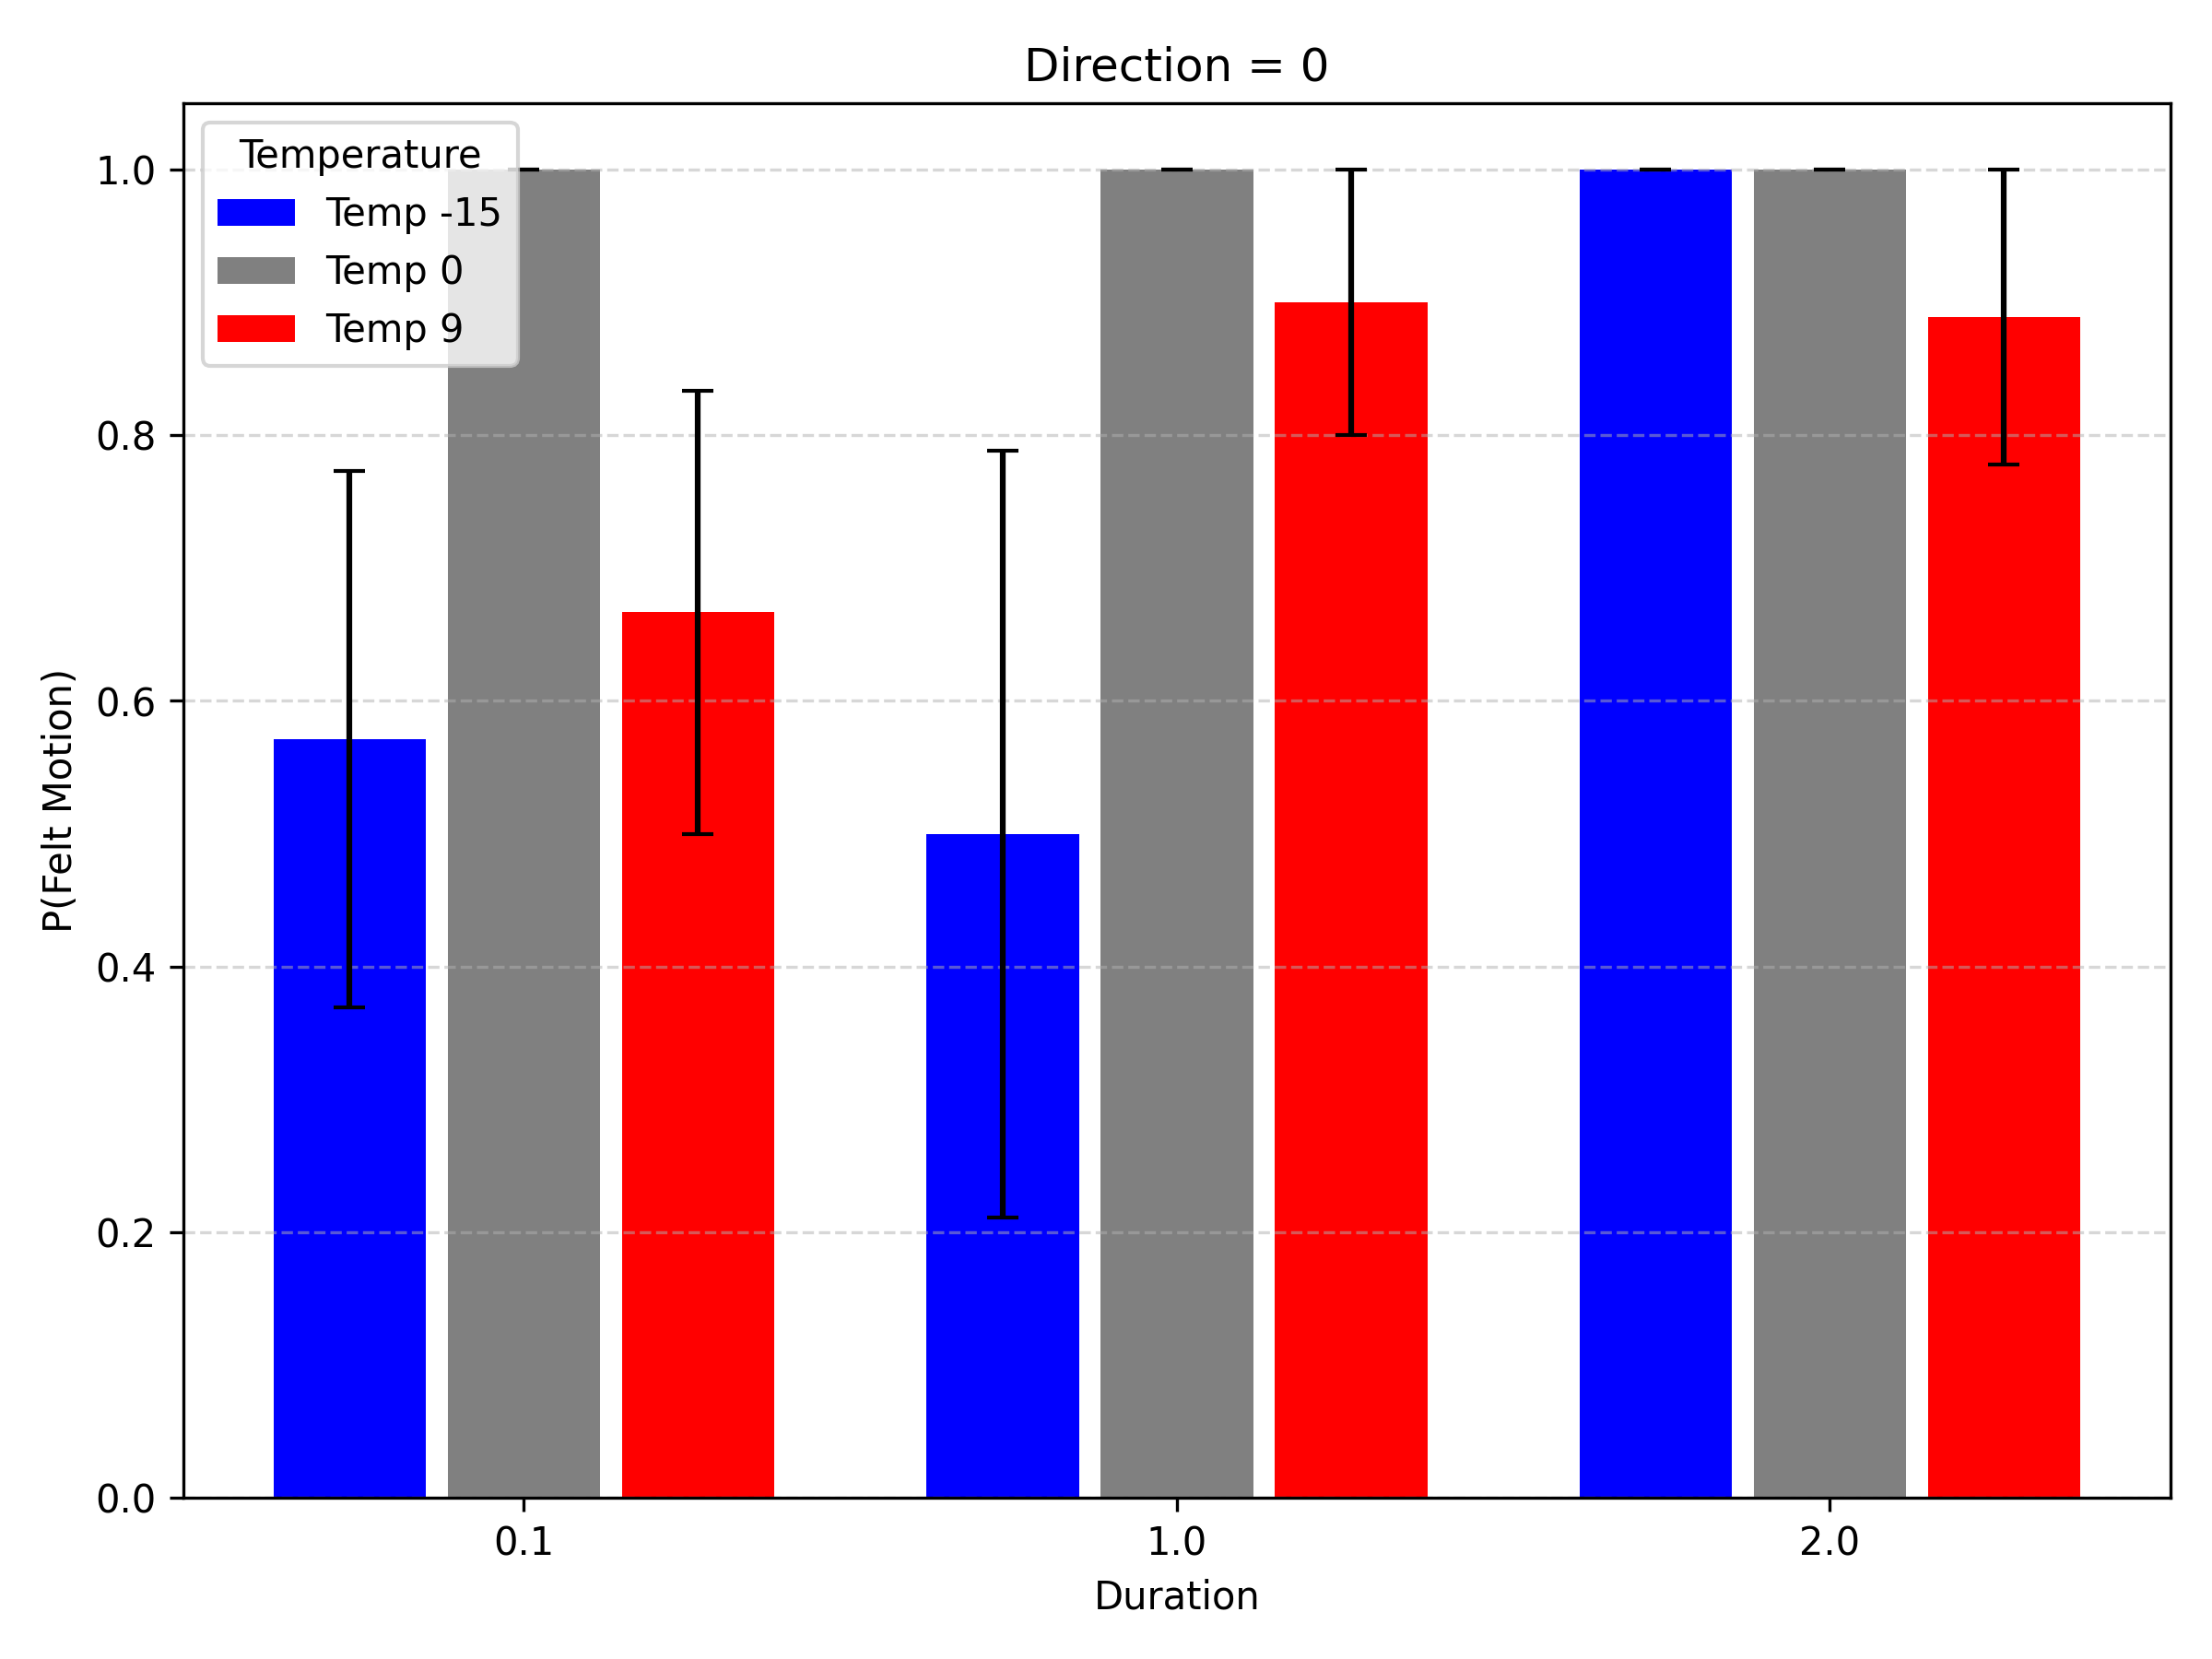 Direction = 0
Temperature
Temp -15
Temp 0
Temp 9
1.0
0.8
0.6
0.4
0.2
0.0
P(Felt Motion)
0.1 1.0 2.0
Duration